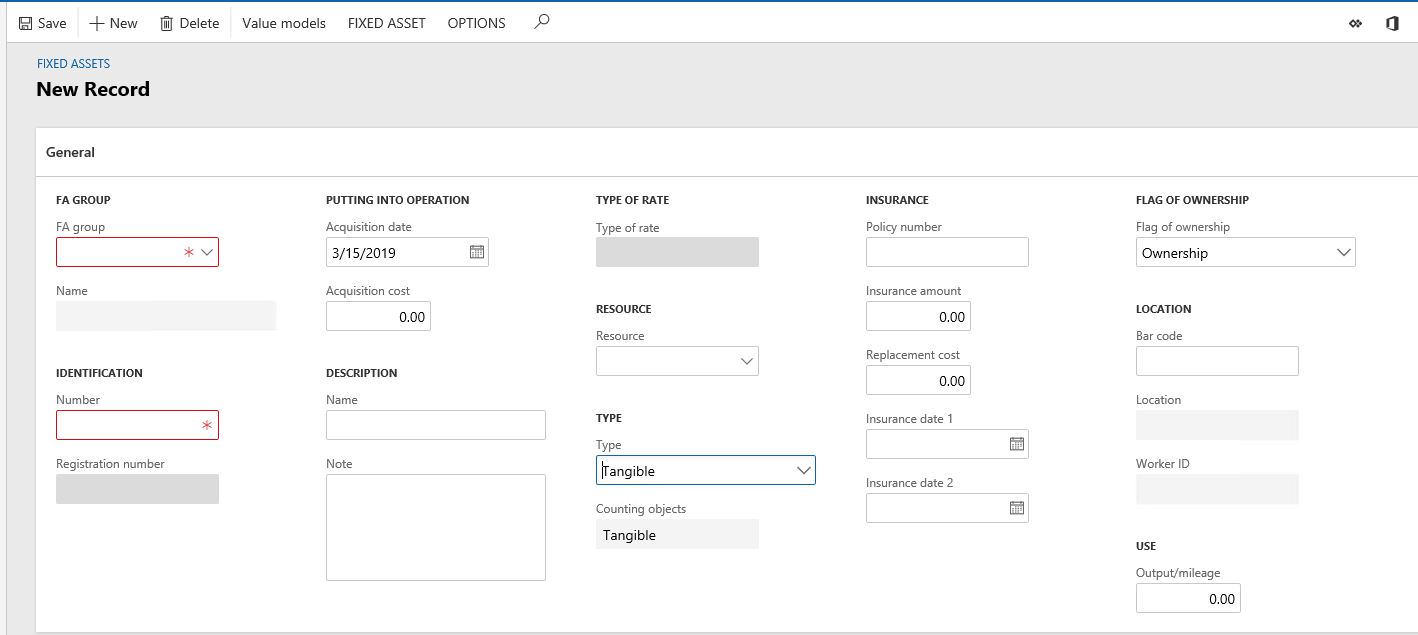 Save New Delete Value models FIXED ASSET OPTIONS
FIXED ASSETS
New Record
General
FA GROUP
FA group
*
Name
IDENTIFICATION
Number
*
Registration number
PUTTING INTO OPERATION
Acquisition date
3/15/2019
Acquisition cost
0.00
DESCRIPTION
Name
Note
TYPE OF RATE
Type of rate
RESOURCE
Resource
TYPE
Type
Tangible
Counting objects
Tangible
INSURANCE
Policy number
Insurance amount
0.00
Replacement cost
0.00
Insurance date 1
Insurance date 2
FLAG OF OWNERSHIP
Flag of ownership
Ownership
LOCATION
Bar code
Location
Worker ID
USE
Output/mileage
0.00